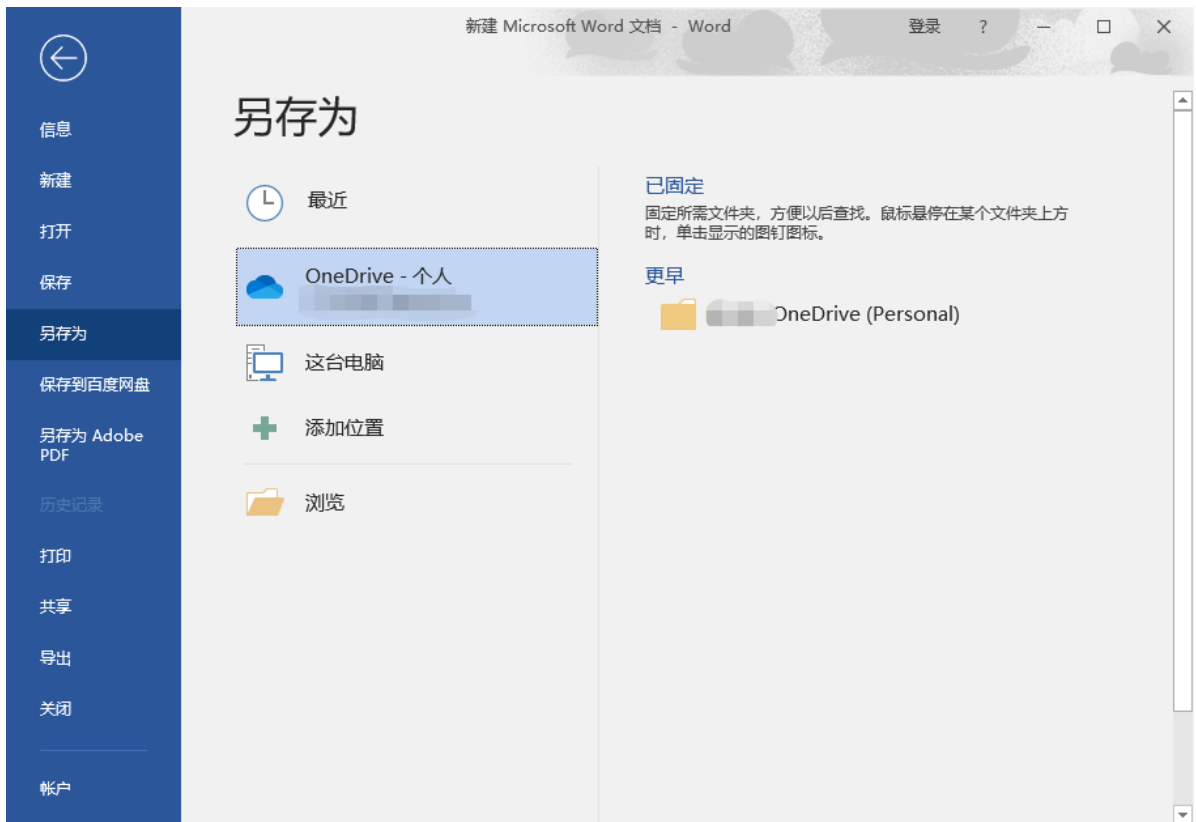 新建 Microsoft Word 文档 - Word
登录
?
信息
新建
打开
保存
另存为
保存到百度网盘
另存为 Adobe
PDF
历史记录
打印
共享
导出
关闭
帐户
另存为
最近
OneDrive - 个人
这台电脑
添加位置
浏览
已固定
固定所需文件夹，方便以后查找。鼠标悬停在某个文件夹上方
时，单击显示的图钉图标。
更早
OneDrive (Personal)